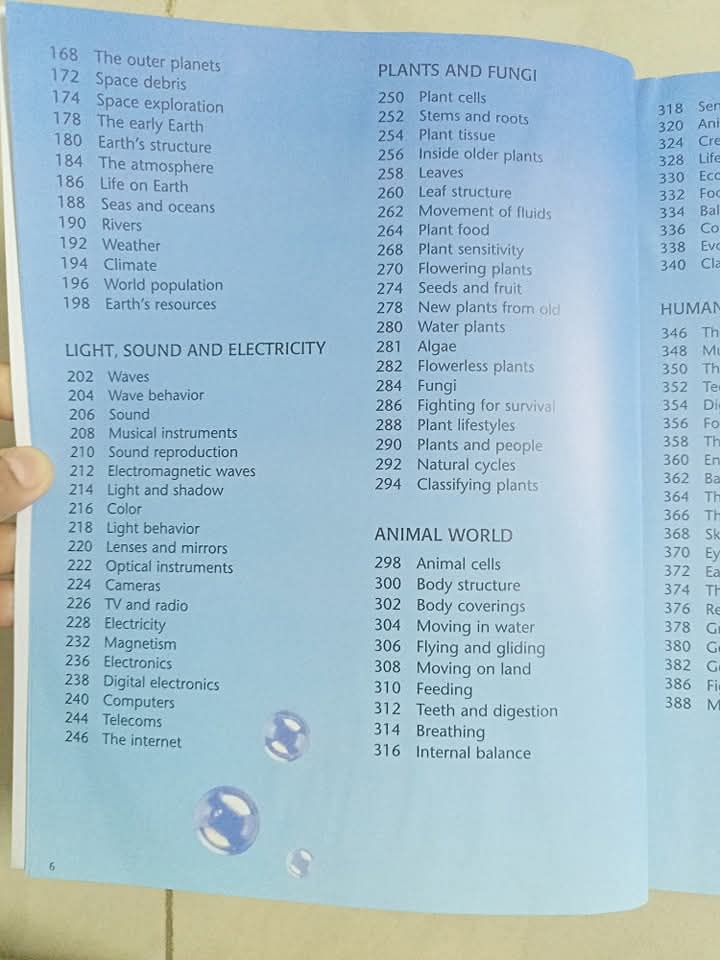 168 The outer planets
172 Space debris
174 Space exploration
178 The early Earth
180 Earth's structure
184 The atmosphere
186 Life on Earth
188 Seas and oceans
190 Rivers
192 Weather
194 Climate
196 World population
198 Earth's resources
LIGHT, SOUND AND ELECTRICITY
202 Waves
204 Wave behavior
206 Sound
208 Musical instruments
210 Sound reproduction
212 Electromagnetic waves
214 Light and shadow
216 Color
218 Light behavior
220 Lenses and mirrors
222 Optical instruments
224 Cameras
226 TV and radio
228 Electricity
232 Magnetism
236 Electronics
238 Digital electronics
240 Computers
244 Telecoms
246 The internet
6
PLANTS AND FUNGI
250 Plant cells
252 Stems and roots
254 Plant tissue
256 Inside older plants
258 Leaves
260 Leaf structure
262 Movement of fluids
264 Plant food
268 Plant sensitivity
270 Flowering plants
274 Seeds and fruit
278 New plants from old
280 Water plants
281 Algae
282 Flowerless plants
284 Fungi
286 Fighting for survival
288 Plant lifestyles
290 Plants and people
292 Natural cycles
294 Classifying plants
ANIMAL WORLD
298 Animal cells
300 Body structure
302 Body coverings
304 Moving in water
306 Flying and gliding
308 Moving on land
310 Feeding
312 Teeth and digestion
314 Breathing
316 Internal balance
318
320
324
328 Life
330
332
334
336
338
340
HUMAN
346
348
350
352
354
356
358
360
362
364
366
368
370
372
374
376
378
380
382
386
388